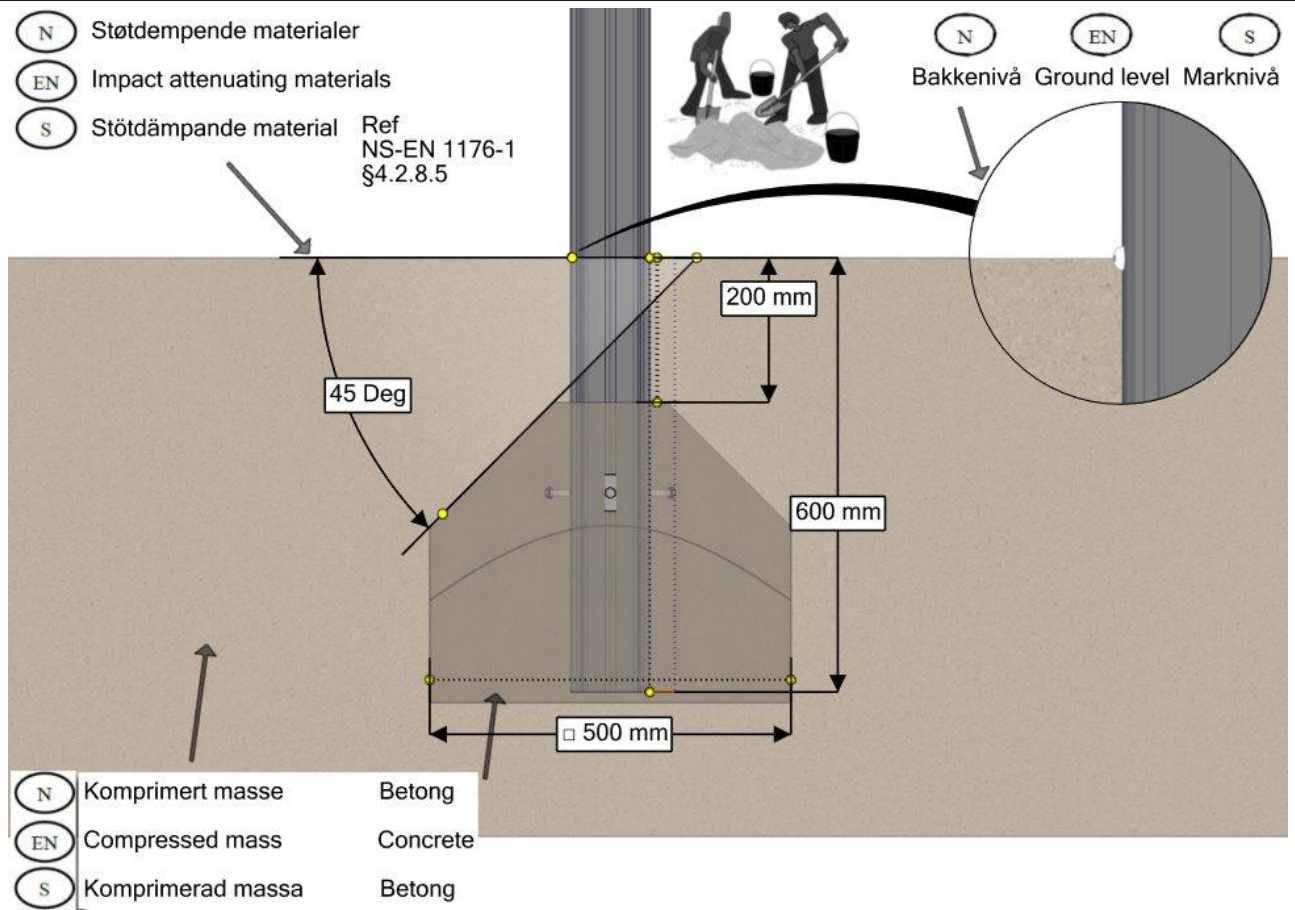 N Støtdempende materialer
EN Impact attenuating materials
S Stötdämpande material
Ref
NS-EN 1176-1
§4.2.8.5
N EN S
Bakkenivå Ground level Marknivå
200 mm
45 Deg
600 mm
□ 500 mm
N Komprimert masse Betong
EN Compressed mass Concrete
S Komprimerad massa Betong